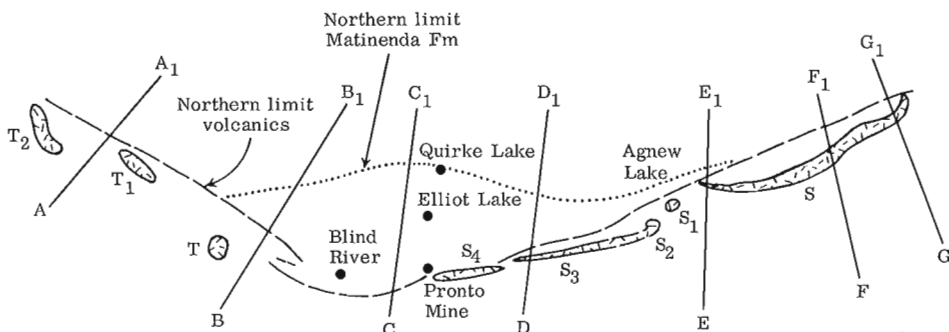 Northern limit
Matinenda Fm
G₁
A₁
F₁
B₁
C₁
D₁
E₁
Northern limit
volcanics
T₂
Quirke Lake
Agnew
Lake
T₁
S
A
Elliot Lake
S₁
T
Blind
River
S₄
S₂
S₃
G
Pronto
Mine
F
B
C
D
E